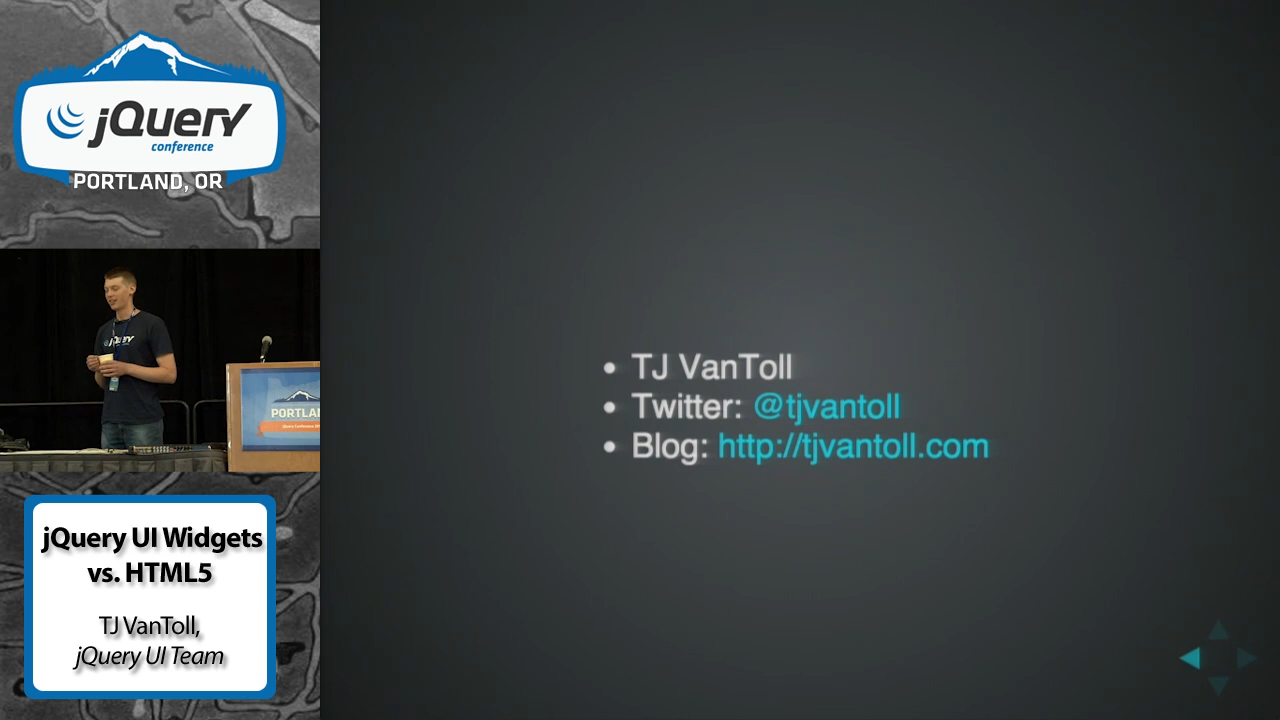 jQuery
conference
PORTLAND, OR
jQuery
PORTLA
jQuery UI Widgets
vs. HTML5
TJ VanToll,
jQuery UI Team
• TJ VanToll
• Twitter: @tjvantoll
• Blog: http://tjvantoll.com